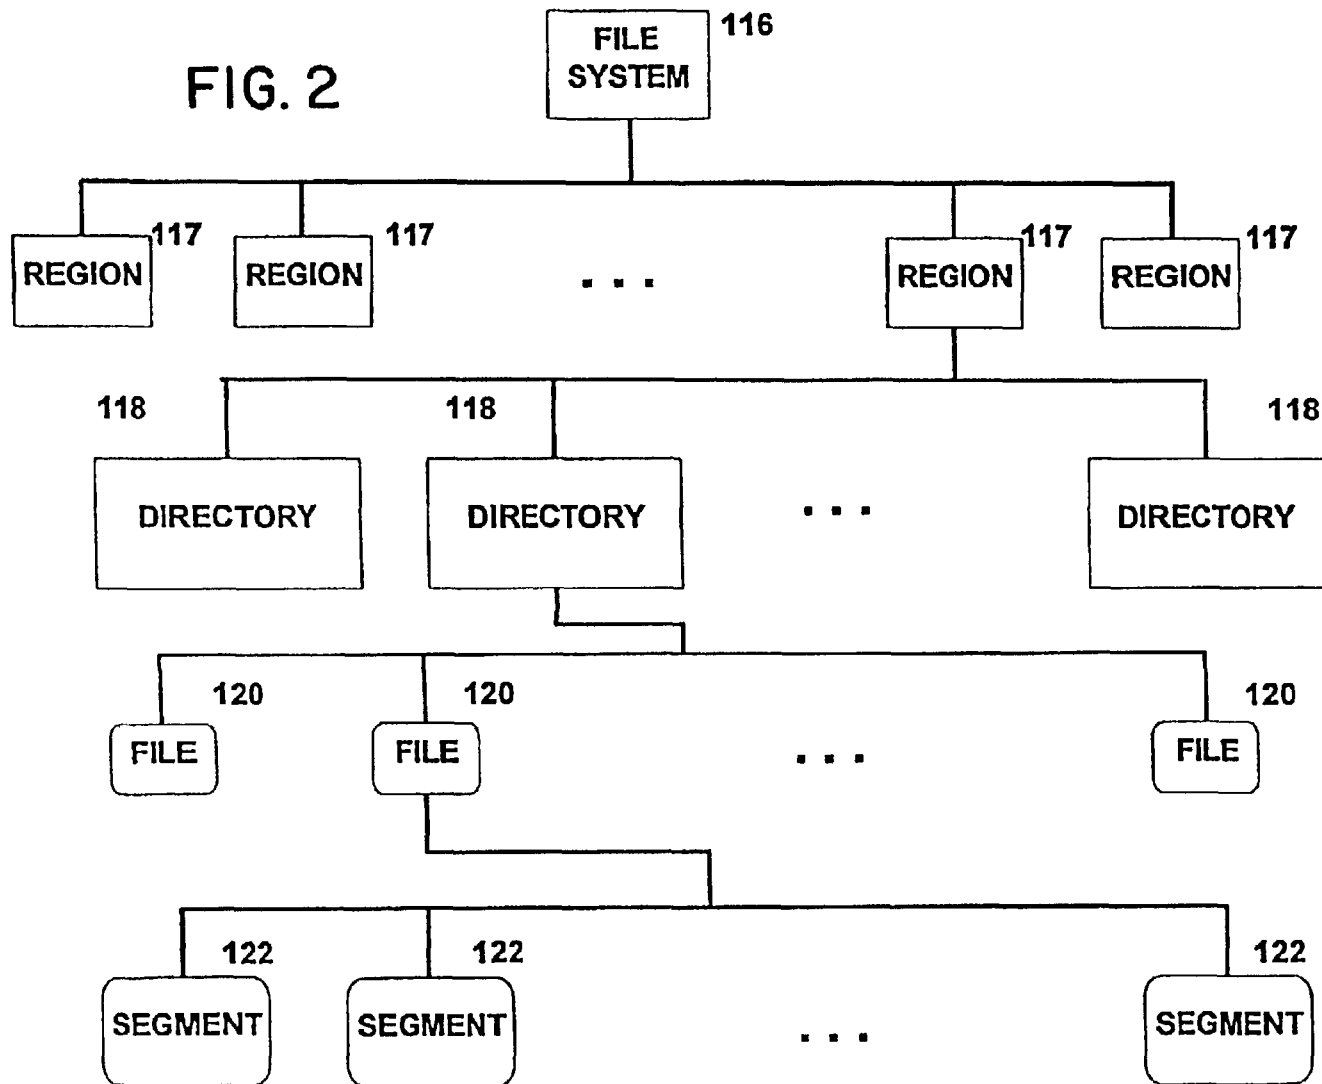 116
FILE
SYSTEM
FIG. 2
117 117 117 117
REGION REGION . . . REGION REGION
118 118 118
DIRECTORY DIRECTORY . . . DIRECTORY
120 120 120
FILE FILE . . . FILE
122 122 122
SEGMENT SEGMENT . . . SEGMENT